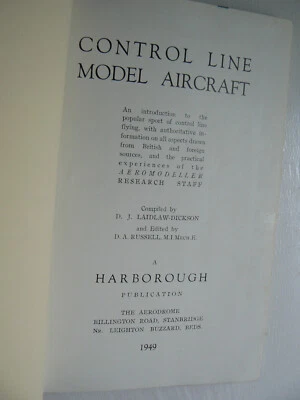 CONTROL LINE
MODEL AIRCRAFT
An introduction to the
popular sport of control line
flying, with authoritative in-
formation on all aspects drawn
from British and foreign
sources, and the practical
experiences of the
AEROMODELLER
RESEARCH STAFF
Compiled by
D. J. LAIDLAW-DICKSON
and Edited by
D. A. RUSSELL, M.I.Mech.E.
A
HARBOROUGH
PUBLICATION
THE AERODROME
BILLINGTON ROAD, STANBRIDGE
Nr. LEIGHTON BUZZARD, BEDS.
1949